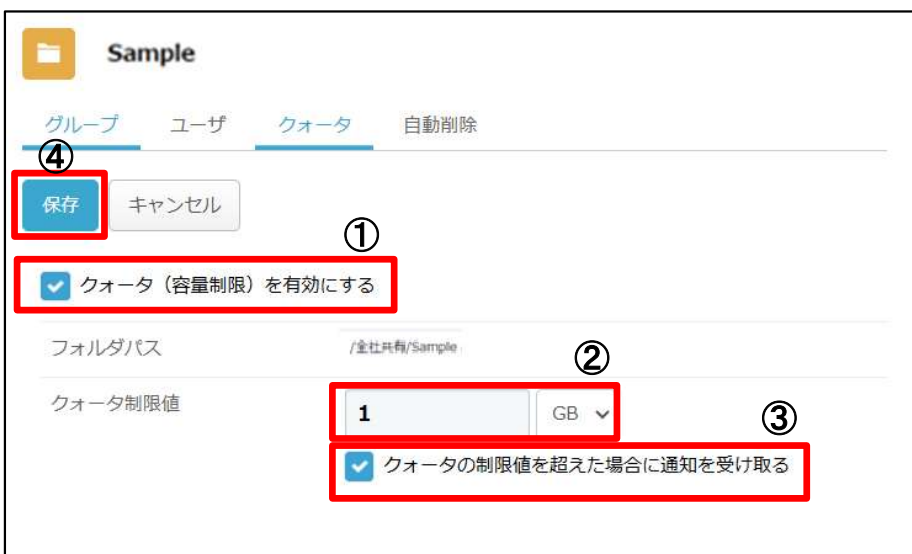 Sample
グループ ユーザ クォータ 自動削除
④
保存 キャンセル
①
クォータ（容量制限）を有効にする
フォルダパス /全社共有/Sample
②
クォータ制限値 1 GB
③
クォータの制限値を超えた場合に通知を受け取る